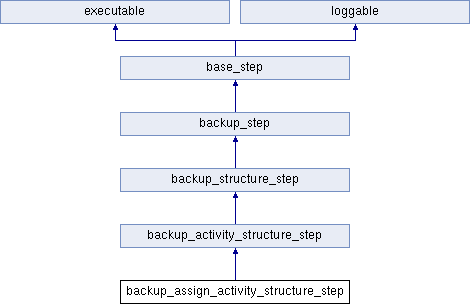 executable
loggable
base_step
backup_step
backup_structure_step
backup_activity_structure_step
backup_assign_activity_structure_step